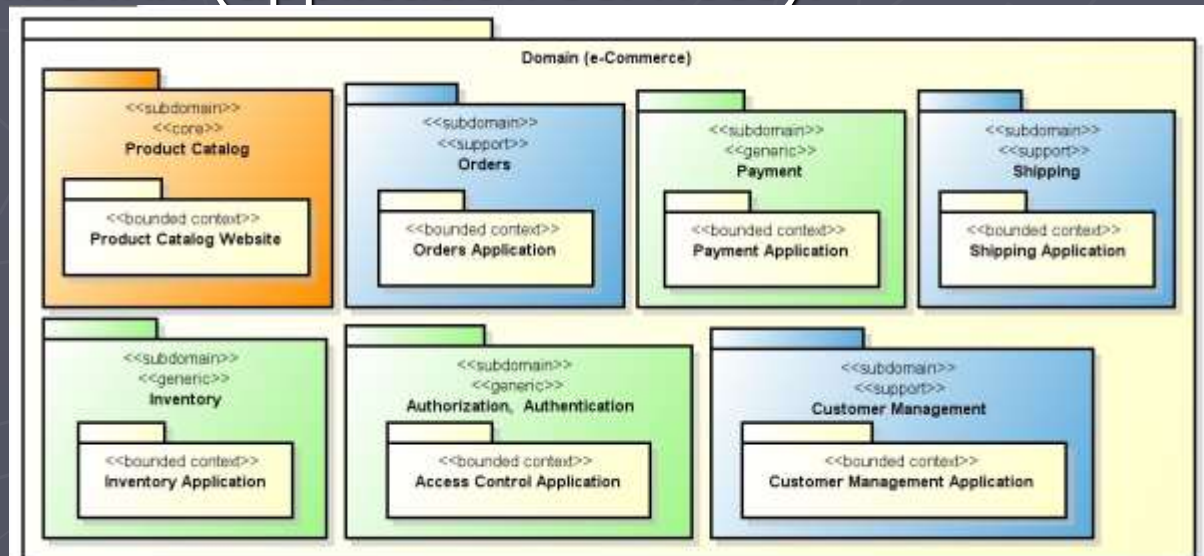 Domain (e-Commerce)
<<subdomain>>
<<core>>
Product Catalog
<<bounded context>>
Product Catalog Website
<<subdomain>>
<<support>>
Orders
<<bounded context>>
Orders Application
<<subdomain>>
<<generic>>
Payment
<<bounded context>>
Payment Application
<<subdomain>>
<<support>>
Shipping
<<bounded context>>
Shipping Application
<<subdomain>>
<<generic>>
Inventory
<<bounded context>>
Inventory Application
<<subdomain>>
<<generic>>
Authorization, Authentication
<<bounded context>>
Access Control Application
<<subdomain>>
<<support>>
Customer Management
<<bounded context>>
Customer Management Application